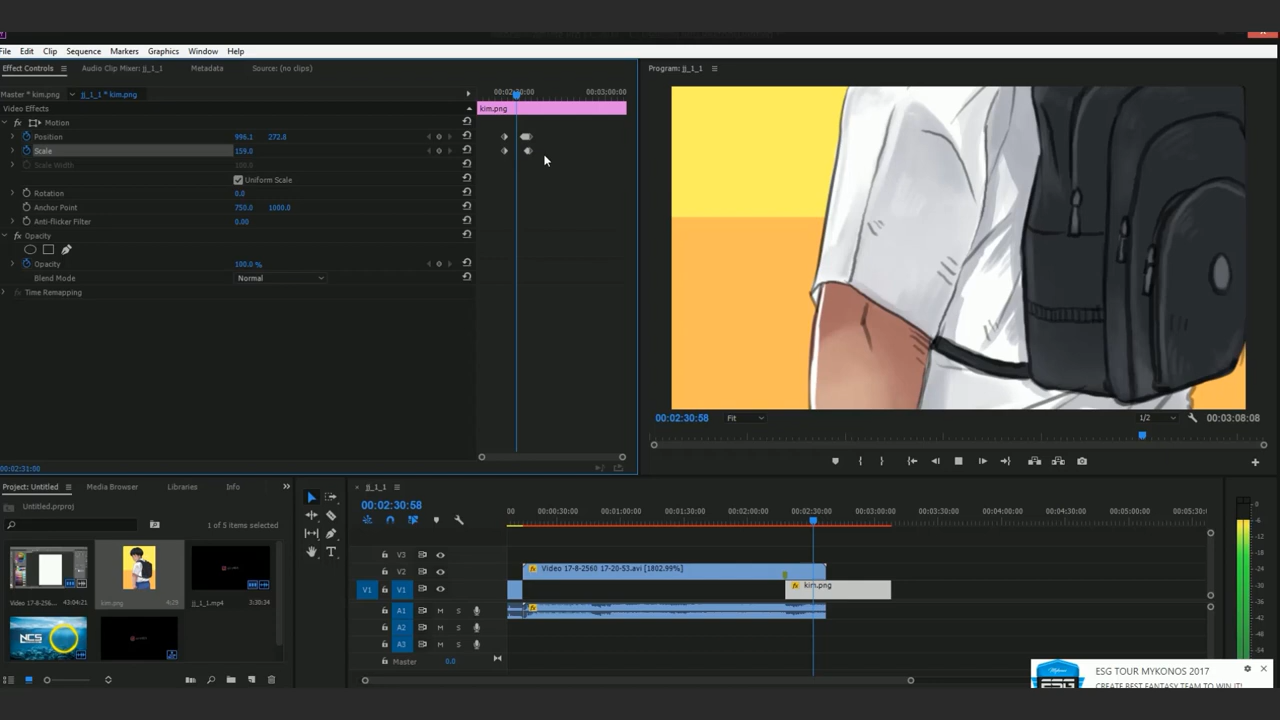 File Edit Clip Sequence Markers Graphics Window Help
Effect Controls Audio Clip Mixer: jj_1_1 Metadata Source: (no clips)
Program: jj_1_1
Master * kim.png jj_1_1 * kim.png
00:02:30:00 00:03:00:00
Video Effects
kim.png
Motion
Position 996.1 272.8
Scale 159.0
Scale Width 100.0
Uniform Scale
Rotation 0.0
Anchor Point 750.0 1000.0
Anti-flicker Filter 0.00
Opacity
Opacity 100.0 %
Blend Mode Normal
Time Remapping
00:02:30:58 Fit 1/2 00:03:08:08
00:02:31:00
Project: Untitled Media Browser Libraries Info
Untitled.prproj
1 of 5 items selected
Video 17-8-256... 43:04:21
kim.png 4:29
jj_1_1.mp4 3:30:34
NCS
jj_1_1
00:02:30:58
00 00:00:30:00 00:01:00:00 00:01:30:00 00:02:00:00 00:02:30:00 00:03:00:00 00:03:30:00 00:04:00:00 00:04:30:00 00:05:00:00 00:05:30:0
V3
V2
Video 17-8-2560 17-20-53.avi [1802.99%]
V1 V1
kim.png
A1 M S
A2 M S
A3 M S
Master 0.0
ESG TOUR MYKONOS 2017
CREATE BEST FANTASY TEAM TO WIN IT!
Mykonos
ESG